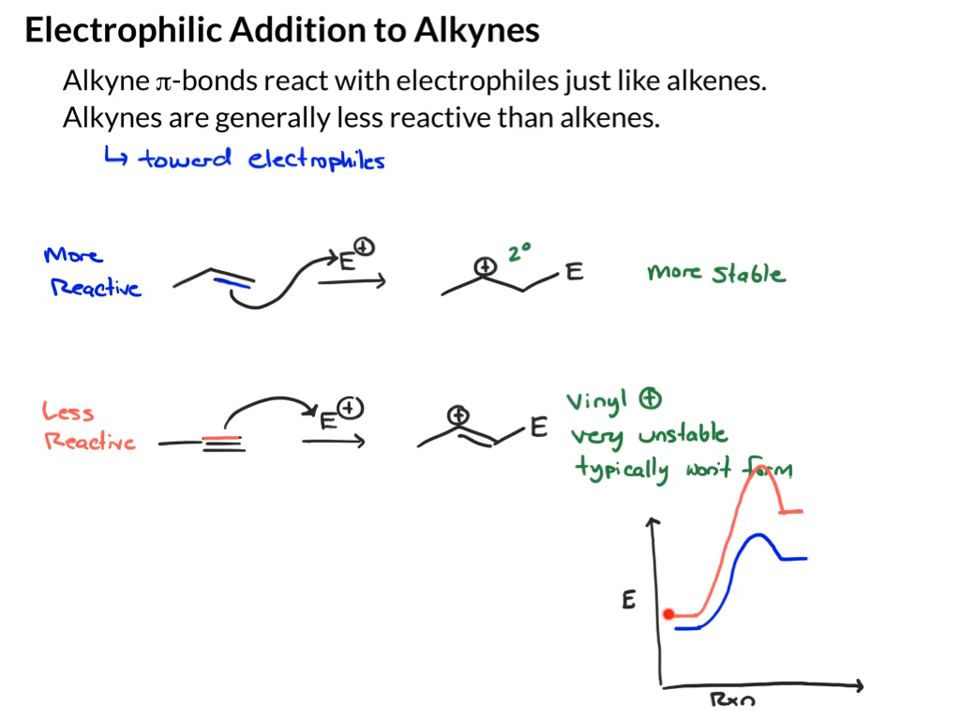 Electrophilic Addition to Alkynes
Alkyne π-bonds react with electrophiles just like alkenes.
Alkynes are generally less reactive than alkenes.
↳ toward electrophiles
More
Reactive
E⊕
⊕ 2°
E
More stable
Less
Reactive
E⊕
⊕
E
Vinyl ⊕
very unstable
typically won't form
E
Rxn